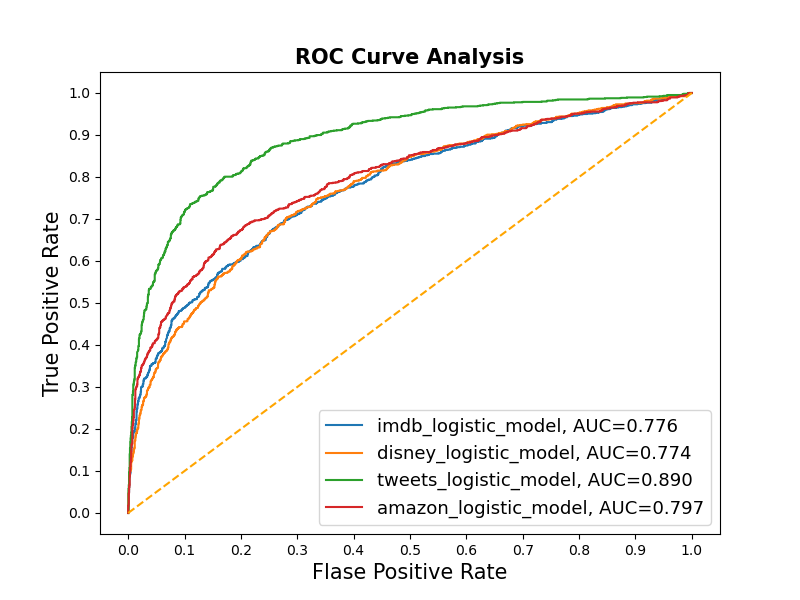 ROC Curve Analysis
1.0
0.9
0.8
0.7
0.6
0.5
0.4
0.3
0.2
0.1
0.0
True Positive Rate
imdb_logistic_model, AUC=0.776
disney_logistic_model, AUC=0.774
tweets_logistic_model, AUC=0.890
amazon_logistic_model, AUC=0.797
0.0 0.1 0.2 0.3 0.4 0.5 0.6 0.7 0.8 0.9 1.0
Flase Positive Rate